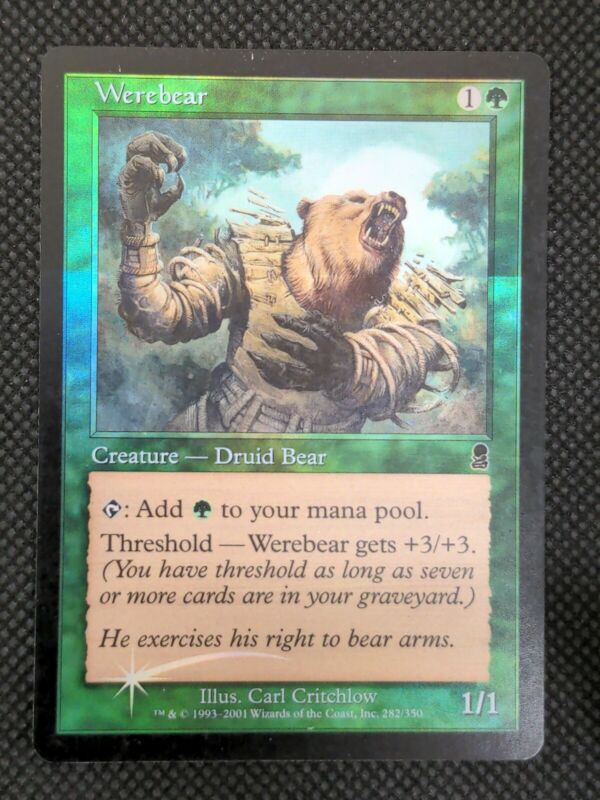 Werebear 1
Creature — Druid Bear
: Add to your mana pool.
Threshold — Werebear gets +3/+3.
(You have threshold as long as seven
or more cards are in your graveyard.)
He exercises his right to bear arms.
Illus. Carl Critchlow
™ & © 1993–2001 Wizards of the Coast, Inc. 282/350
1/1